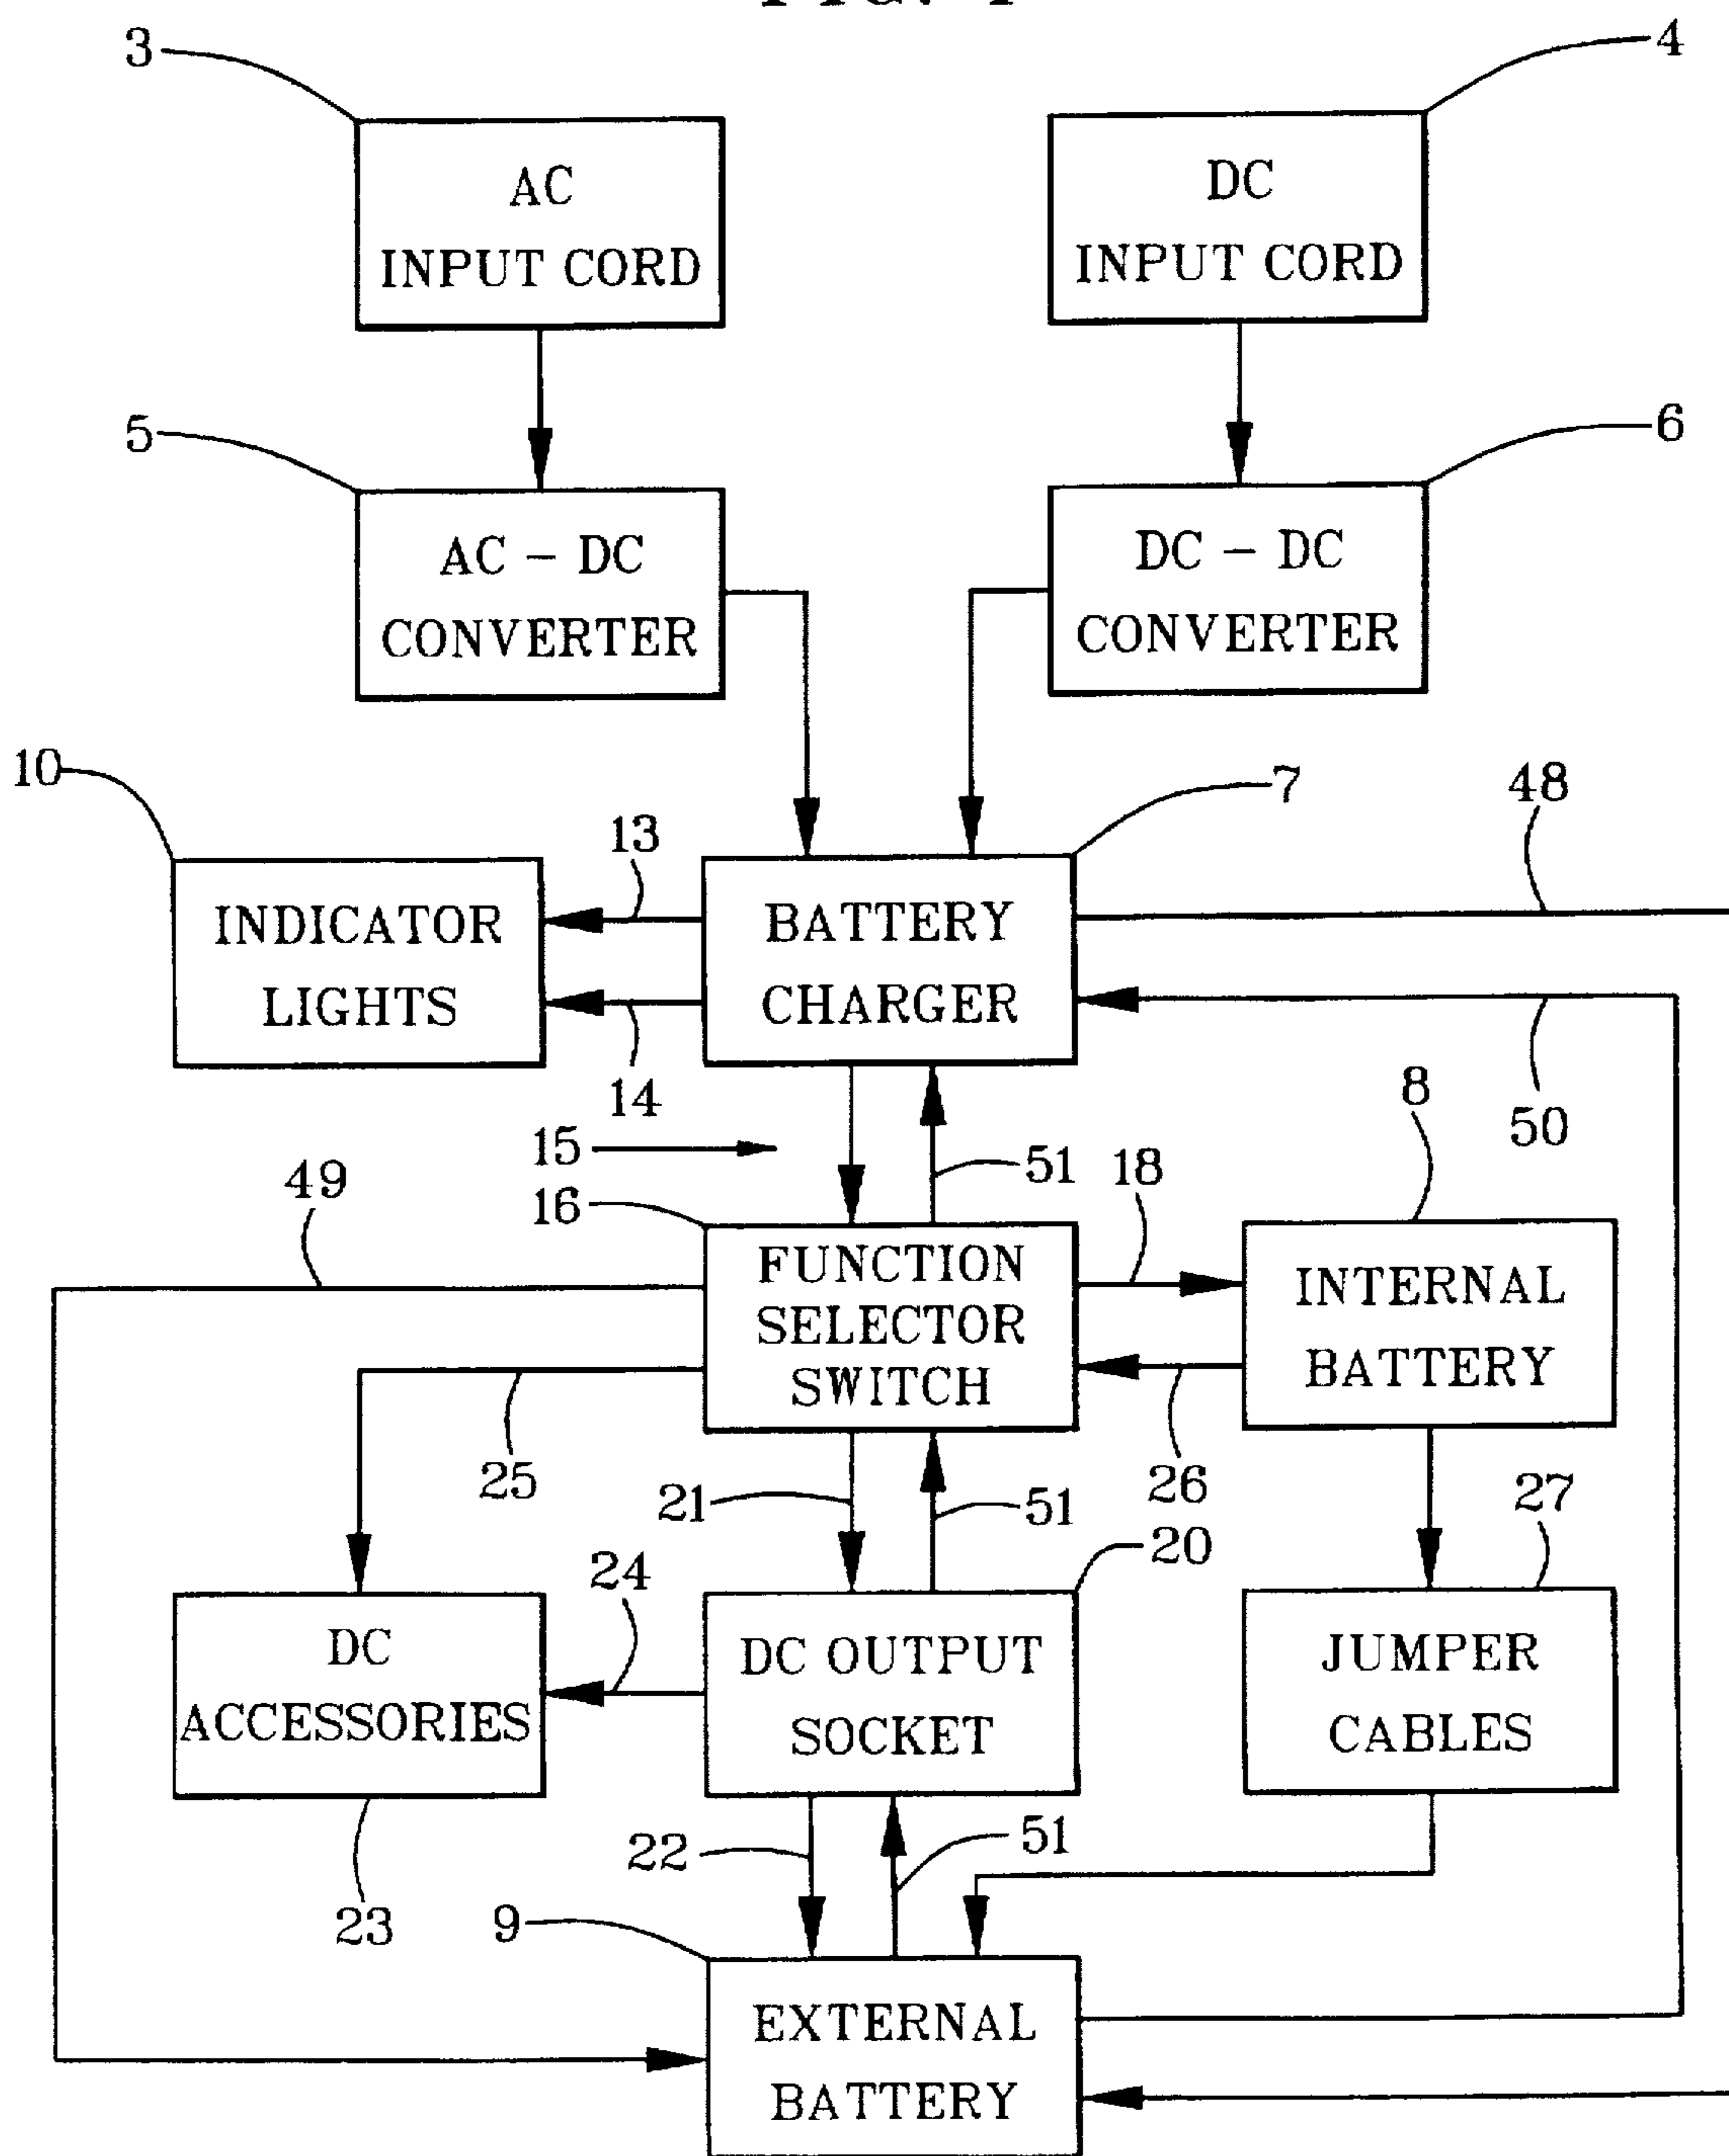 3
4
AC
INPUT CORD
DC
INPUT CORD
5
6
AC – DC
CONVERTER
DC – DC
CONVERTER
10
7
48
13
INDICATOR
LIGHTS
BATTERY
CHARGER
14
8
50
15
51
18
49
16
FUNCTION
SELECTOR
SWITCH
INTERNAL
BATTERY
25
21
51
26
27
24
20
DC
ACCESSORIES
DC OUTPUT
SOCKET
JUMPER
CABLES
22
51
23
9
EXTERNAL
BATTERY